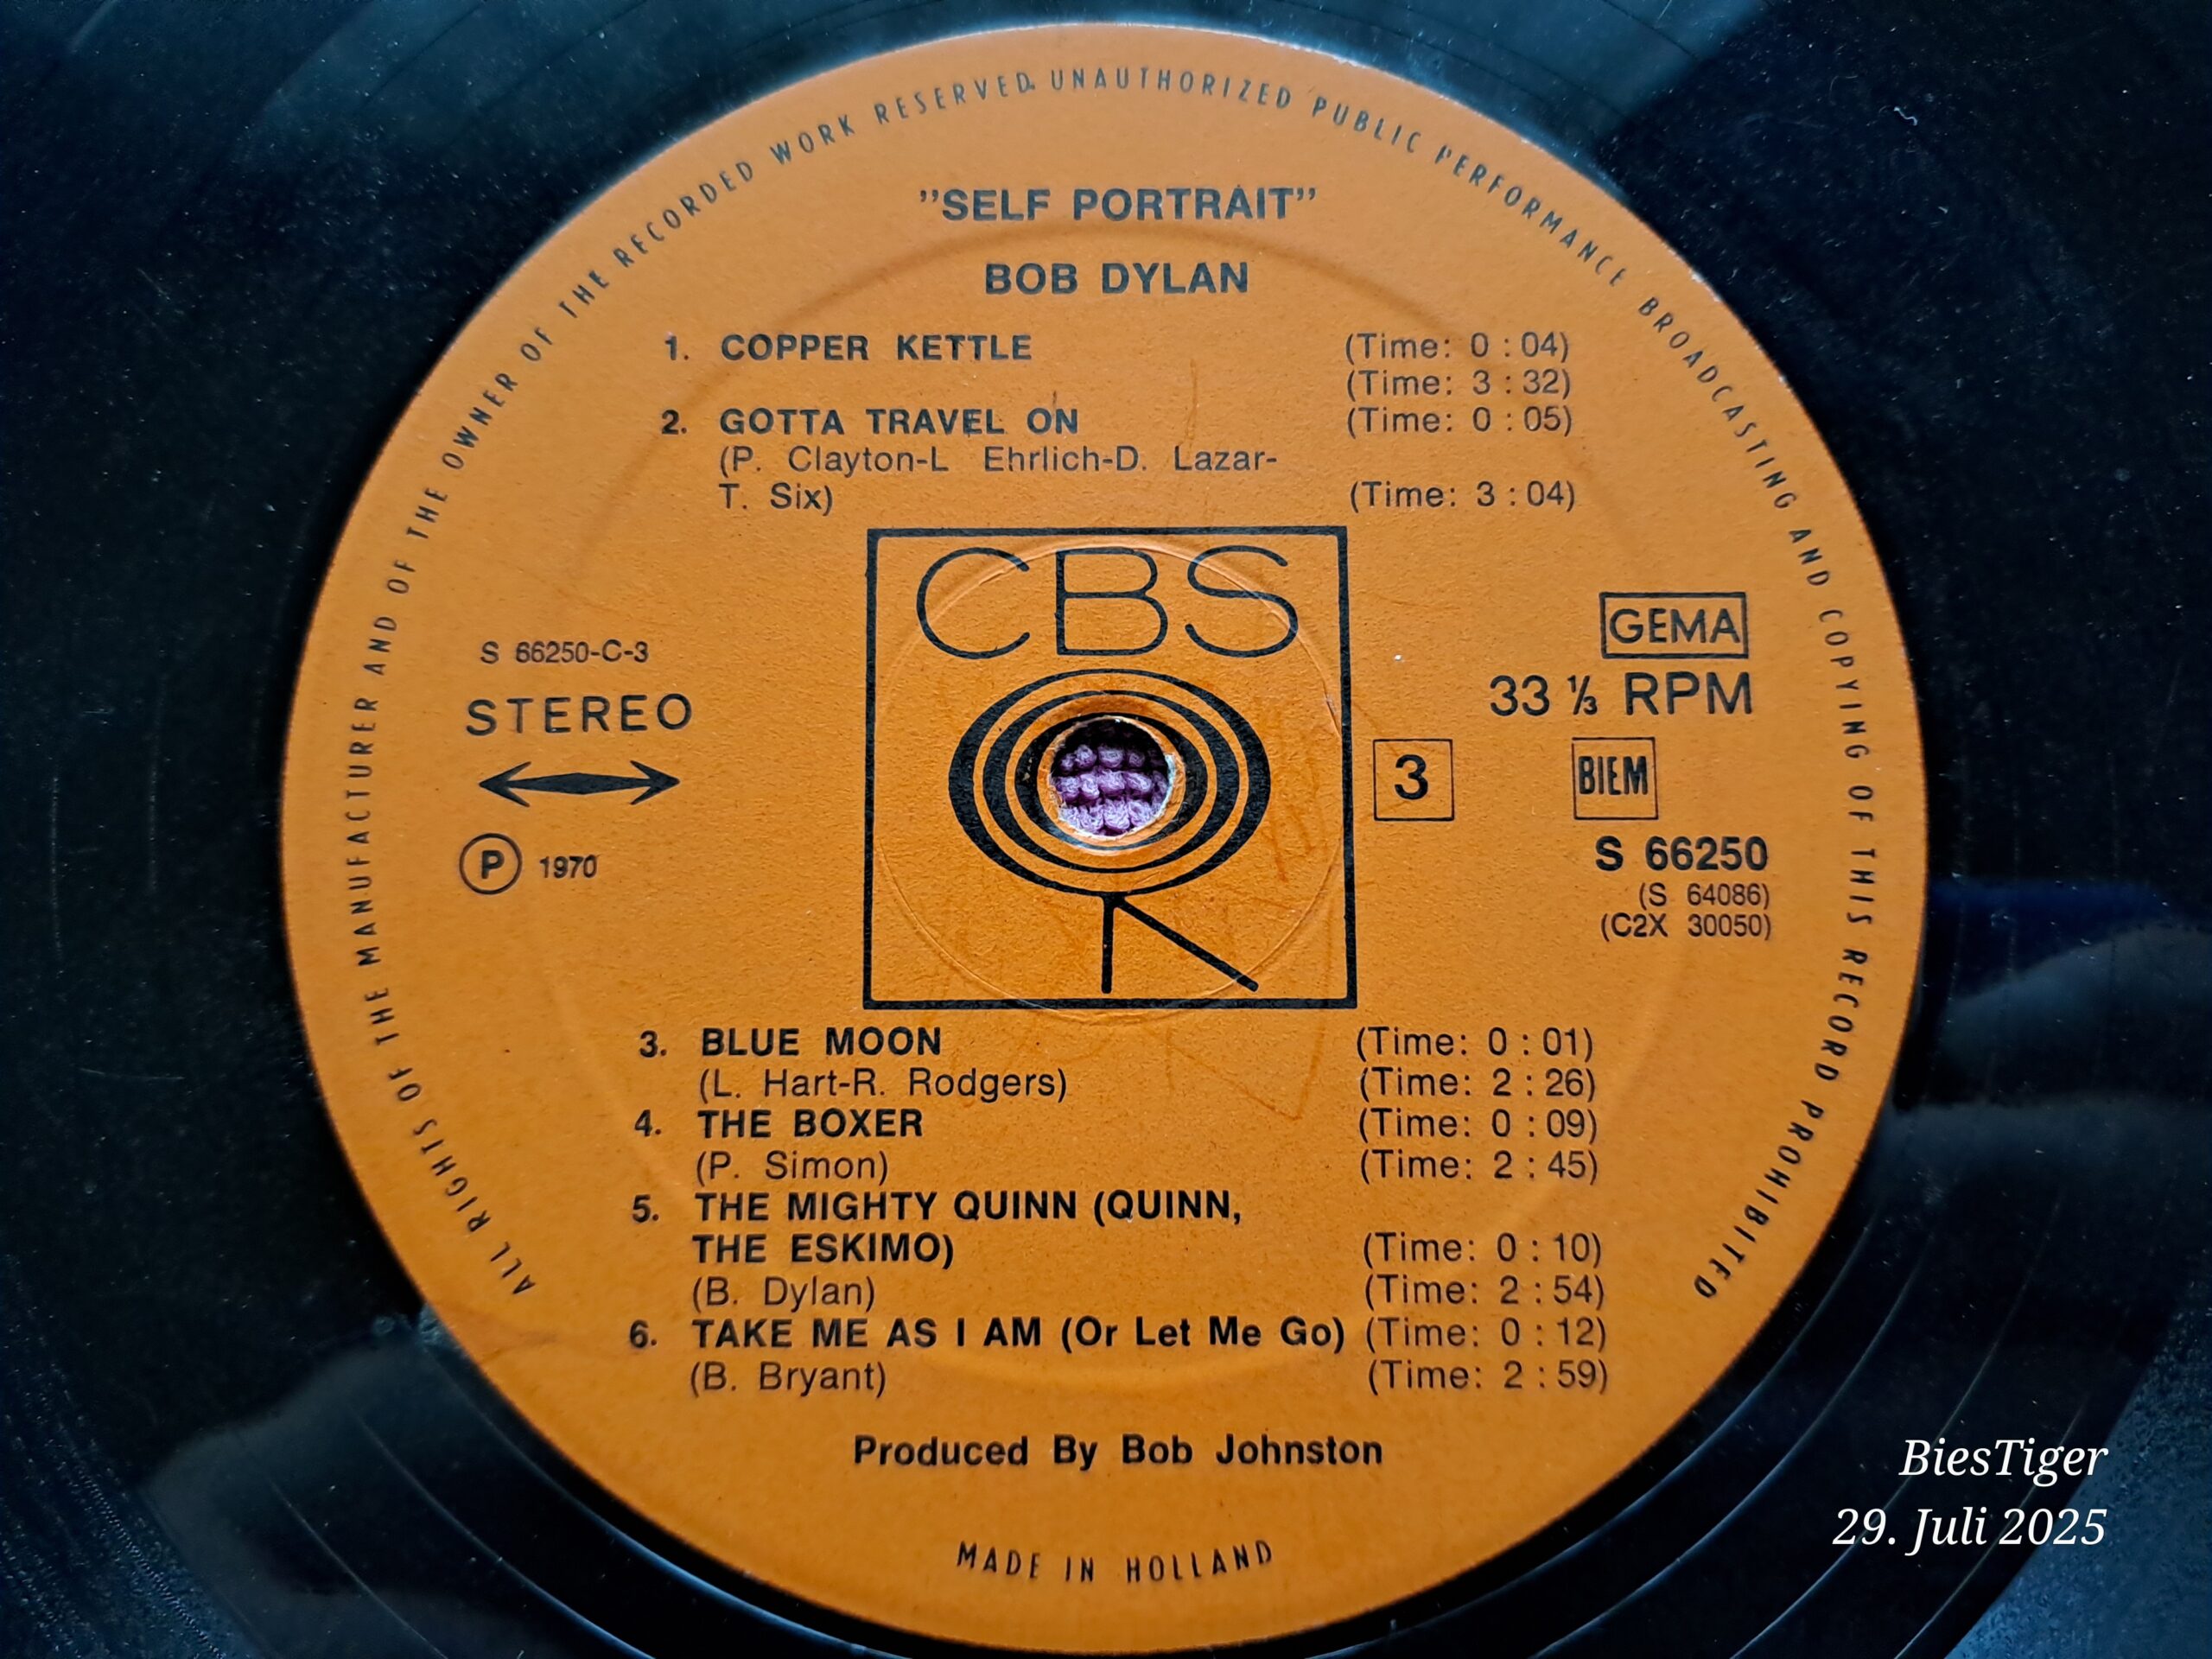 ALL RIGHTS OF THE MANUFACTURER AND OF THE OWNER OF THE RECORDED WORK RESERVED. UNAUTHORIZED PUBLIC PERFORMANCE BROADCASTING AND COPYING OF THIS RECORD PROHIBITED
"SELF PORTRAIT"
BOB DYLAN
1. COPPER KETTLE (Time: 0 : 04)
(Time: 3 : 32)
2. GOTTA TRAVEL ON (Time: 0 : 05)
(P. Clayton-L Ehrlich-D. Lazar-
T. Six) (Time: 3 : 04)
CBS
GEMA
S 66250-C-3
STEREO
33 ⅓ RPM
3
BIEM
P 1970
S 66250
(S 64086)
(C2X 30050)
3. BLUE MOON (Time: 0 : 01)
(L. Hart-R. Rodgers) (Time: 2 : 26)
4. THE BOXER (Time: 0 : 09)
(P. Simon) (Time: 2 : 45)
5. THE MIGHTY QUINN (QUINN,
THE ESKIMO) (Time: 0 : 10)
(B. Dylan) (Time: 2 : 54)
6. TAKE ME AS I AM (Or Let Me Go) (Time: 0 : 12)
(B. Bryant) (Time: 2 : 59)
Produced By Bob Johnston
MADE IN HOLLAND
BiesTiger
29. Juli 2025